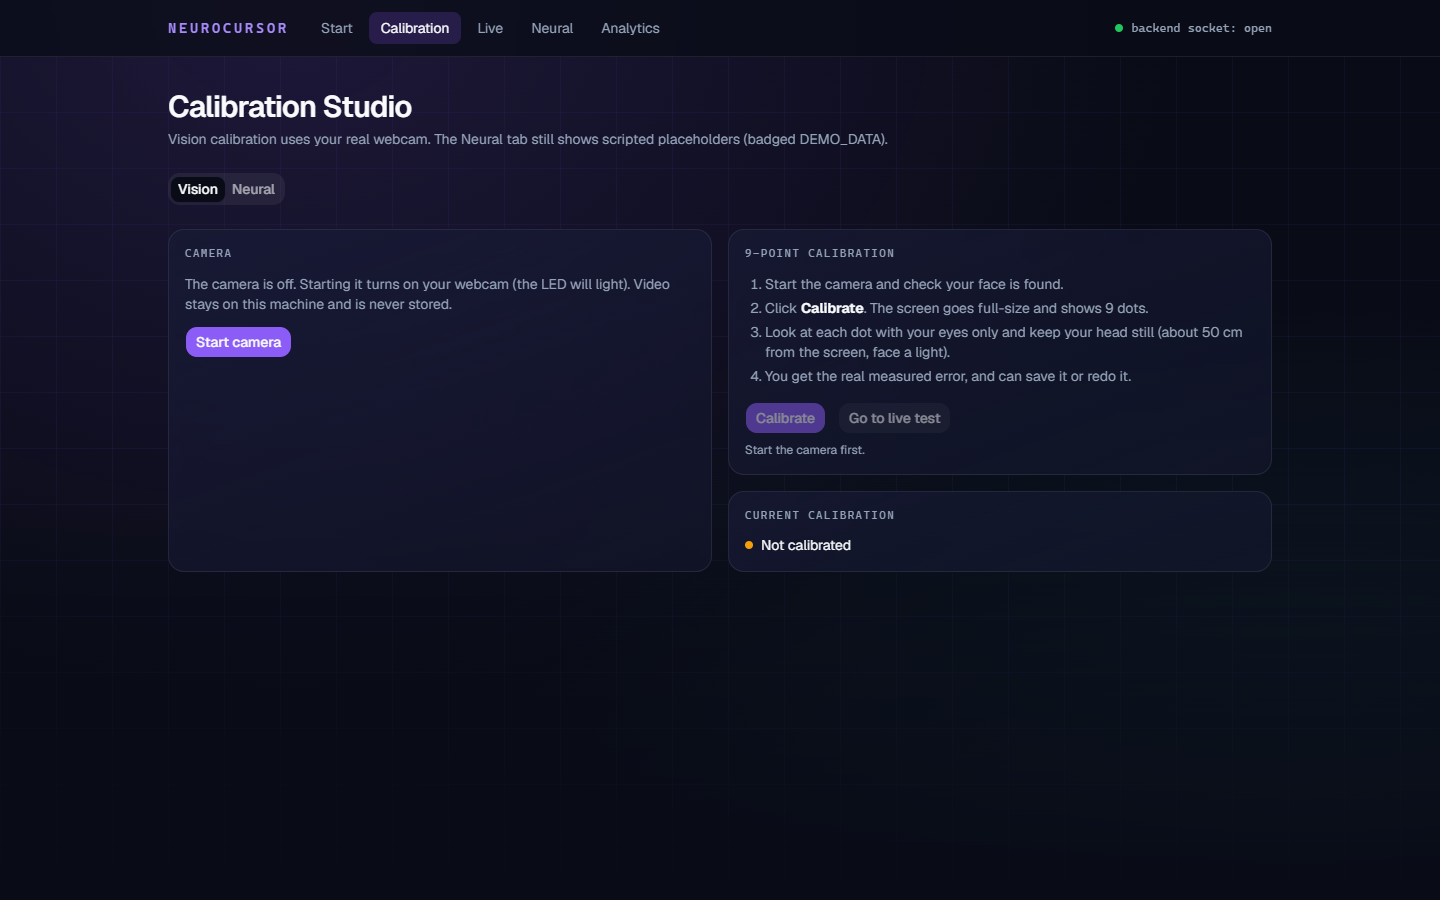 NEUROCURSOR
Start
Calibration
Live
Neural
Analytics
backend socket: open
Calibration Studio
Vision calibration uses your real webcam. The Neural tab still shows scripted placeholders (badged DEMO_DATA).
Vision
Neural
CAMERA
The camera is off. Starting it turns on your webcam (the LED will light). Video
stays on this machine and is never stored.
Start camera
9-POINT CALIBRATION
1. Start the camera and check your face is found.
2. Click Calibrate. The screen goes full-size and shows 9 dots.
3. Look at each dot with your eyes only and keep your head still (about 50 cm
from the screen, face a light).
4. You get the real measured error, and can save it or redo it.
Calibrate
Go to live test
Start the camera first.
CURRENT CALIBRATION
Not calibrated